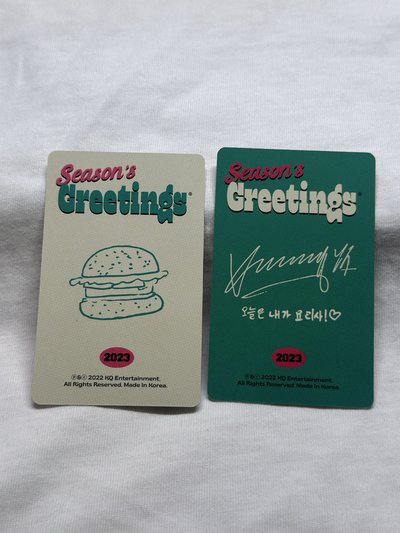 Season's
Greetings
2023
ⓟ&ⓒ 2022 KQ Entertainment.
All Rights Reserved. Made In Korea.
Season's
Greetings
오늘은 내가 요리사!♡
2023
ⓟ&ⓒ 2022 KQ Entertainment.
All Rights Reserved. Made In Korea.